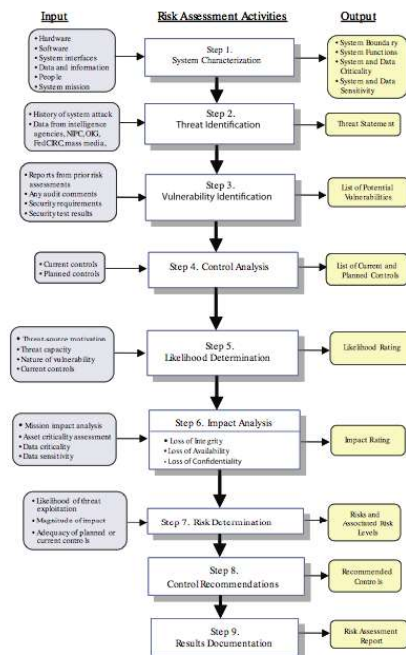 Input
Risk Assessment Activities
Output
• Hardware
• Software
• System interfaces
• Data and information
• People
• System mission
Step 1.
System Characterization
• System Boundary
• System Functions
• System and Data
Criticality
• System and Data
Sensitivity
• History of system attack
• Data from intelligence
agencies, NIPC, OIG,
FedCIRC, mass media,
Step 2.
Threat Identification
Threat Statement
• Reports from prior risk
assessments
• Any audit comments
• Security requirements
• Security test results
Step 3.
Vulnerability Identification
List of Potential
Vulnerabilities
• Current controls
• Planned controls
Step 4. Control Analysis
List of Current and
Planned Controls
• Threat-source motivation
• Threat capacity
• Nature of vulnerability
• Current controls
Step 5.
Likelihood Determination
Likelihood Rating
• Mission impact analysis
• Asset criticality assessment
• Data criticality
• Data sensitivity
Step 6. Impact Analysis
• Loss of Integrity
• Loss of Availability
• Loss of Confidentiality
Impact Rating
• Likelihood of threat
exploitation
• Magnitude of impact
• Adequacy of planned or
current controls
Step 7. Risk Determination
Risks and
Associated Risk
Levels
Step 8.
Control Recommendations
Recommended
Controls
Step 9.
Results Documentation
Risk Assessment
Report